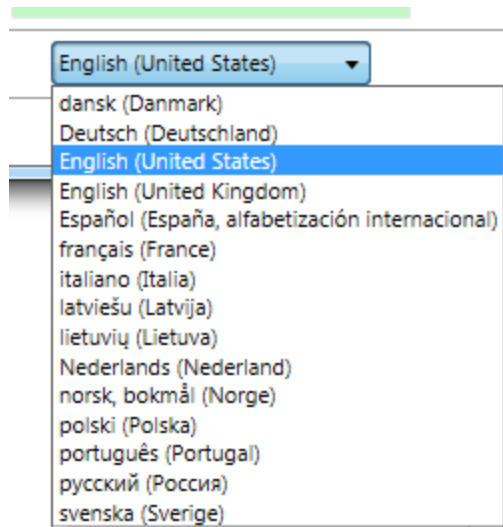 English (United States)
dansk (Danmark)
Deutsch (Deutschland)
English (United States)
English (United Kingdom)
Español (España, alfabetización internacional)
français (France)
italiano (Italia)
latviešu (Latvija)
lietuvių (Lietuva)
Nederlands (Nederland)
norsk, bokmål (Norge)
polski (Polska)
português (Portugal)
русский (Россия)
svenska (Sverige)